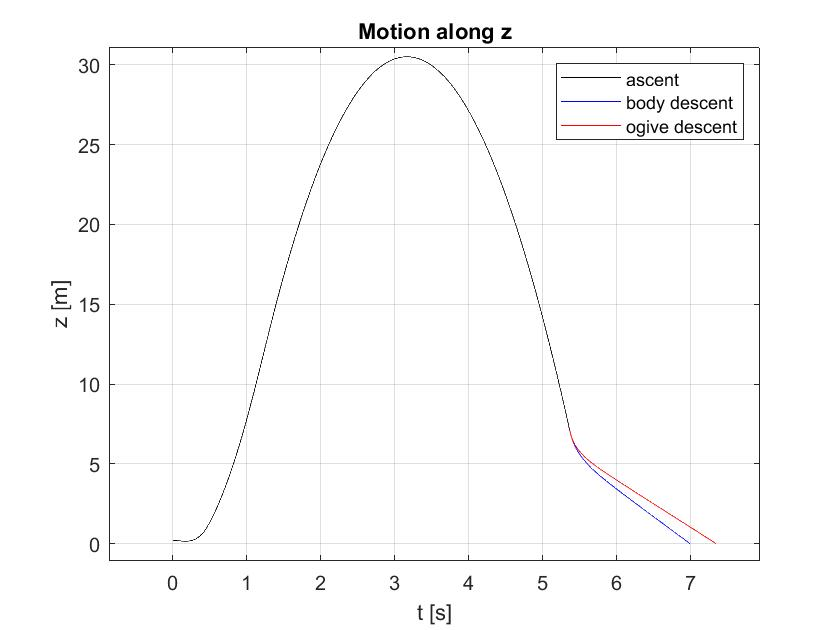 Motion along z
ascent
body descent
ogive descent
z [m]
30
25
20
15
10
5
0
0 1 2 3 4 5 6 7
t [s]